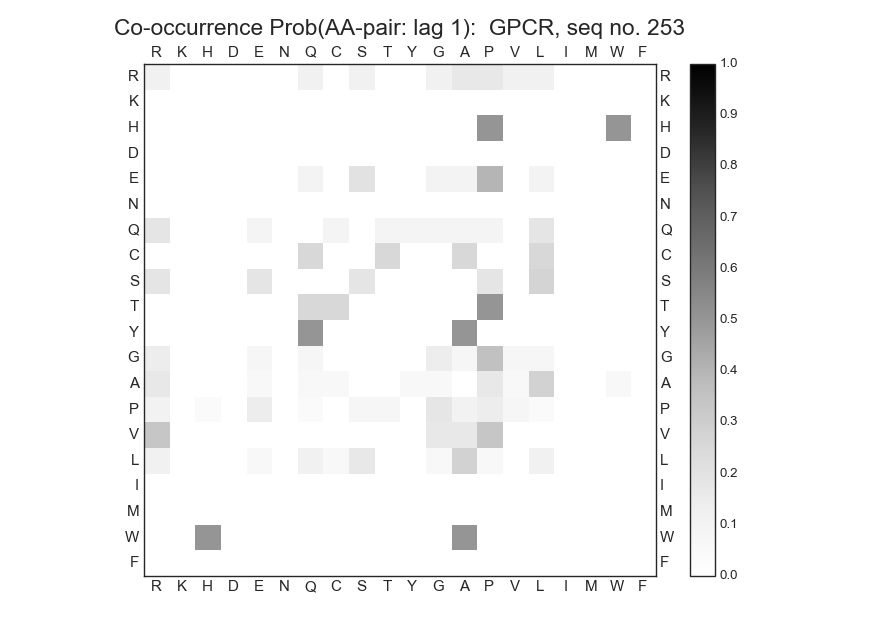 Co-occurrence Prob(AA-pair: lag 1):  GPCR, seq no. 253
R K H D E N Q C S T Y G A P V L I M W F
1.0
R R
K K
0.9
H H
D D
0.8
E E
0.7
N N
Q Q
0.6
C C
S S
T T
0.5
Y Y
G G
0.4
A A
P P
0.3
V V
L L
0.2
I I
M M
0.1
W W
F F
0.0
R K H D E N Q C S T Y G A P V L I M W F